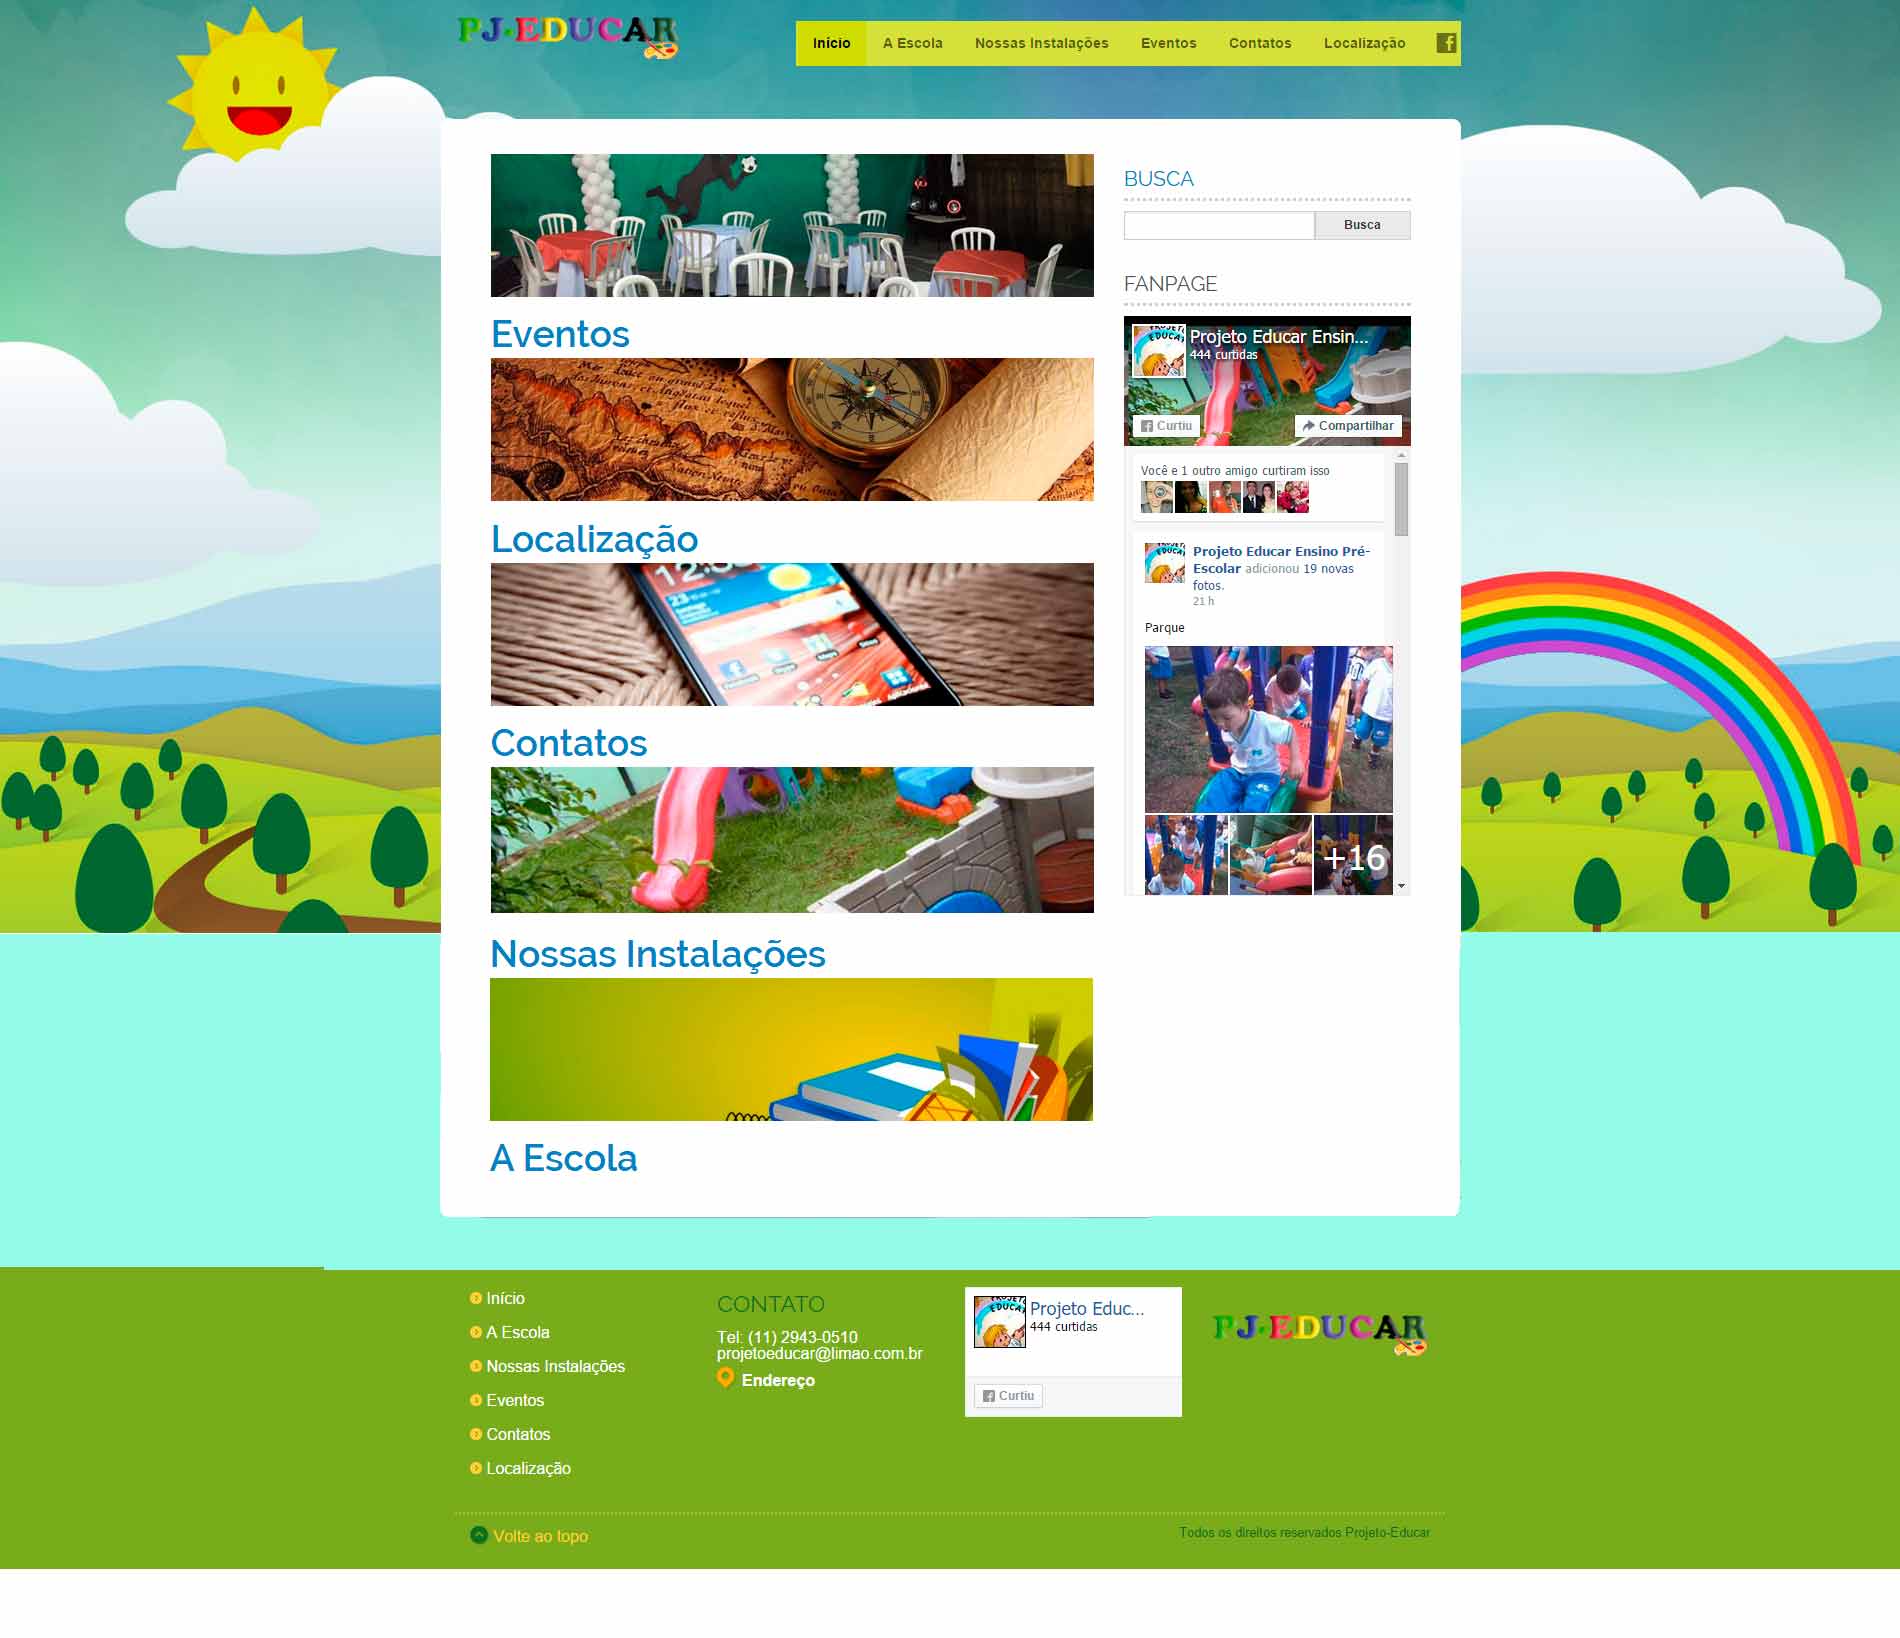 PJ-EDUCAR
Início
A Escola
Nossas Instalações
Eventos
Contatos
Localização
BUSCA
Busca
FANPAGE
Projeto Educar Ensin...
444 curtidas
Curtiu
Compartilhar
Você e 1 outro amigo curtiram isso
Projeto Educar Ensino Pré-
Escolar adicionou 19 novas
fotos.
21 h
Parque
+16
Eventos
Localização
Contatos
Nossas Instalações
A Escola
Início
A Escola
Nossas Instalações
Eventos
Contatos
Localização
CONTATO
Tel: (11) 2943-0510
projetoeducar@limao.com.br
Endereço
Projeto Educ...
444 curtidas
Curtiu
PJ-EDUCAR
Volte ao topo
Todos os direitos reservados Projeto-Educar